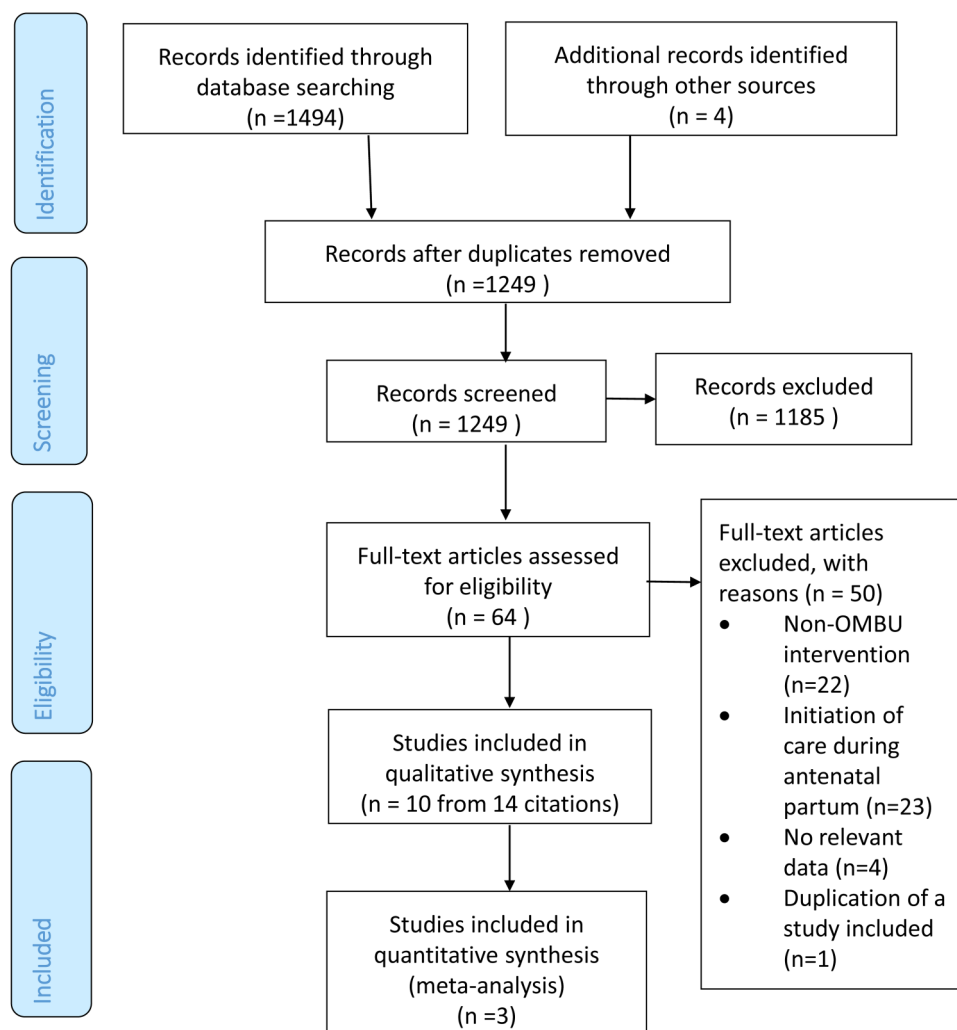 Identification
Records identified through
database searching
(n =1494)
Additional records identified
through other sources
(n = 4)
Records after duplicates removed
(n =1249 )
Screening
Records screened
(n = 1249 )
Records excluded
(n = 1185 )
Eligibility
Full-text articles assessed
for eligibility
(n = 64 )
Full-text articles
excluded, with
reasons (n = 50)
• Non-OMBU
intervention
(n=22)
• Initiation of
care during
antenatal
partum (n=23)
• No relevant
data (n=4)
• Duplication of a
study included
(n=1)
Studies included in
qualitative synthesis
(n = 10 from 14 citations)
Included
Studies included in
quantitative synthesis
(meta-analysis)
(n =3)